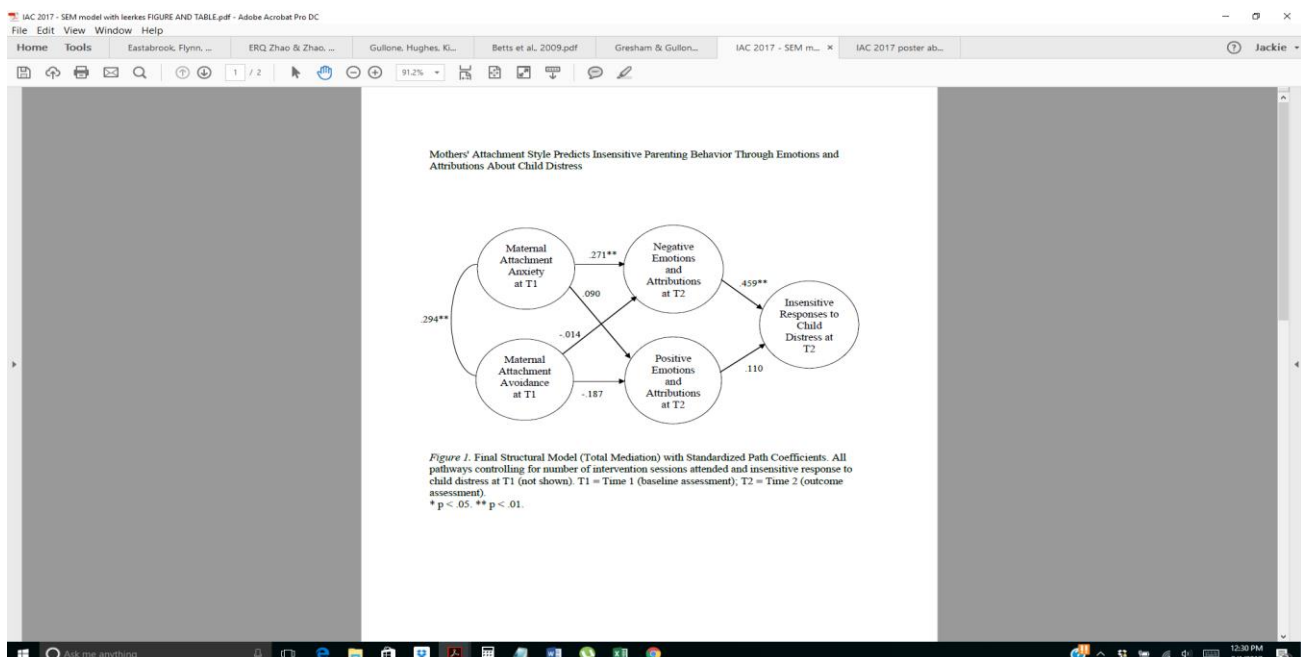 IAC 2017 - SEM model with leerkes FIGURE AND TABLE.pdf - Adobe Acrobat Pro DC
File Edit View Window Help
Home Tools Eastabrook, Flynn, ... ERQ Zhao & Zhao, ... Gullone, Hughes, Ki... Betts et al., 2009.pdf Gresham & Gullon... IAC 2017 - SEM m... × IAC 2017 poster ab... Jackie
1 / 2 91.2%
Mothers' Attachment Style Predicts Insensitive Parenting Behavior Through Emotions and
Attributions About Child Distress
Maternal
Attachment
Anxiety
at T1
.271**
Negative
Emotions
and
Attributions
at T2
.090
.459**
Insensitive
Responses to
Child
Distress at
T2
.294**
-.014
Maternal
Attachment
Avoidance
at T1
-.187
Positive
Emotions
and
Attributions
at T2
.110
Figure 1. Final Structural Model (Total Mediation) with Standardized Path Coefficients. All
pathways controlling for number of intervention sessions attended and insensitive response to
child distress at T1 (not shown). T1 = Time 1 (baseline assessment); T2 = Time 2 (outcome
assessment).
* p < .05. ** p < .01.
Ask me anything
12:30 PM